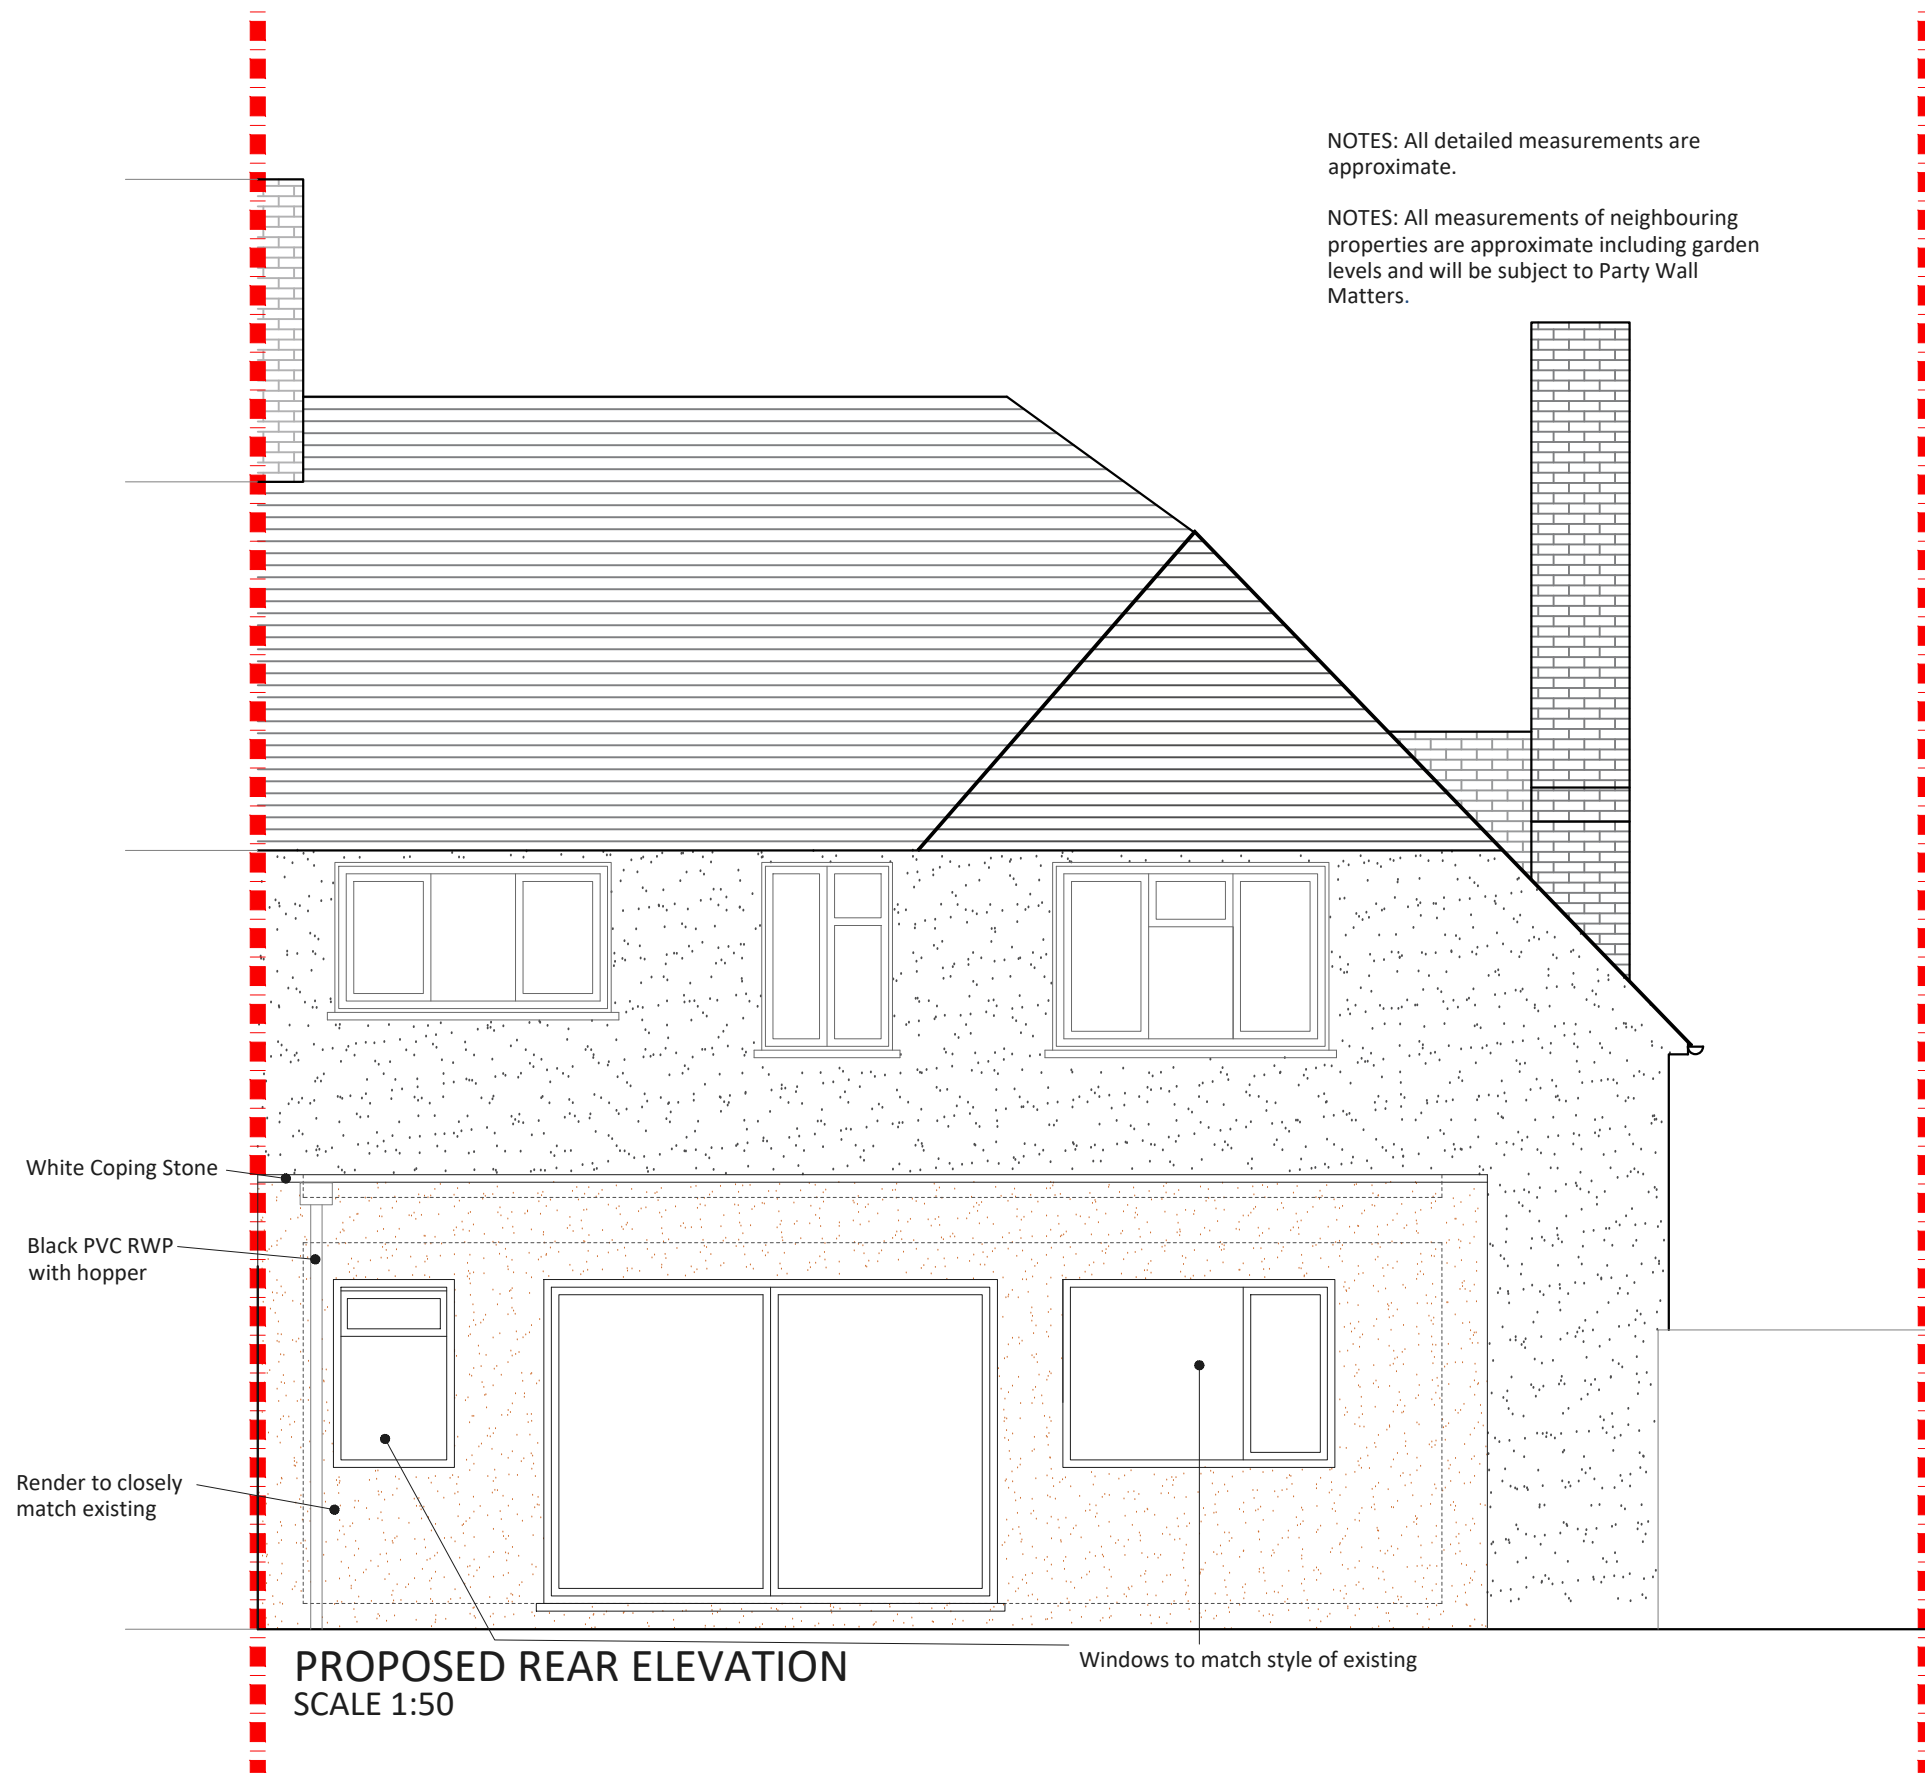 NOTES: All detailed measurements are
approximate.
NOTES: All measurements of neighbouring
properties are approximate including garden
levels and will be subject to Party Wall
Matters.
White Coping Stone
Black PVC RWP
with hopper
Render to closely
match existing
Windows to match style of existing
PROPOSED REAR ELEVATION
SCALE 1:50